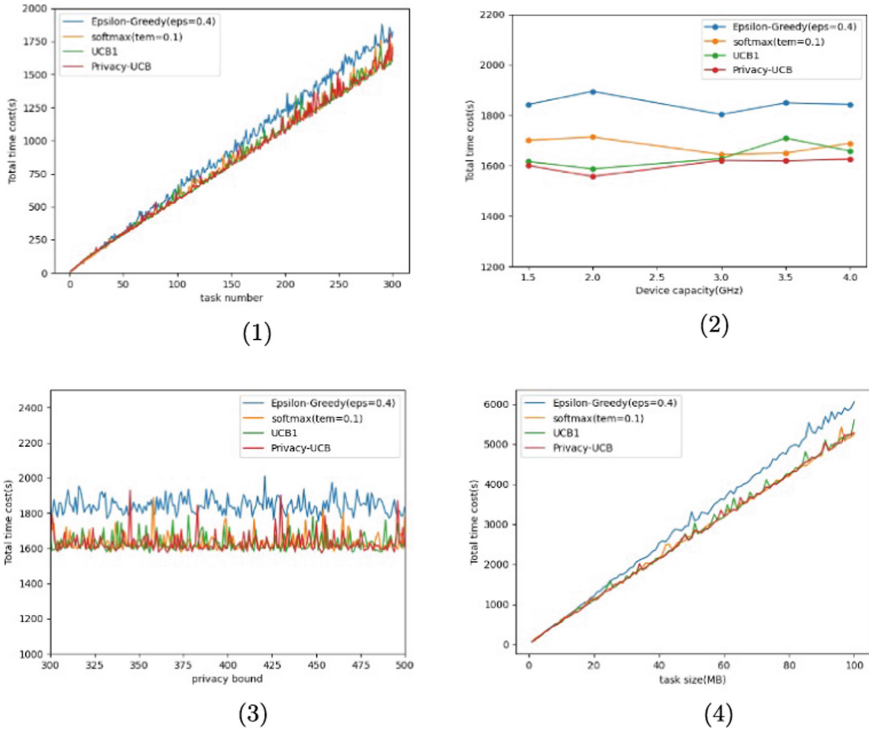 2000
1750
1500
1250
1000
750
500
250
0
Total time cost(s)
Epsilon-Greedy(eps=0.4)
softmax(tem=0.1)
UCB1
Privacy-UCB
0 50 100 150 200 250 300
task number
(1)
2200
2000
1800
1600
1400
1200
Total time cost(s)
Epsilon-Greedy(eps=0.4)
softmax(tem=0.1)
UCB1
Privacy-UCB
1.5 2.0 2.5 3.0 3.5 4.0
Device capacity(GHz)
(2)
2400
2200
2000
1800
1600
1400
1200
1000
Total time cost(s)
Epsilon-Greedy(eps=0.4)
softmax(tem=0.1)
UCB1
Privacy-UCB
300 325 350 375 400 425 450 475 500
privacy bound
(3)
6000
5000
4000
3000
2000
1000
0
Total time cost(s)
Epsilon-Greedy(eps=0.4)
softmax(tem=0.1)
UCB1
Privacy-UCB
0 20 40 60 80 100
task size(MB)
(4)